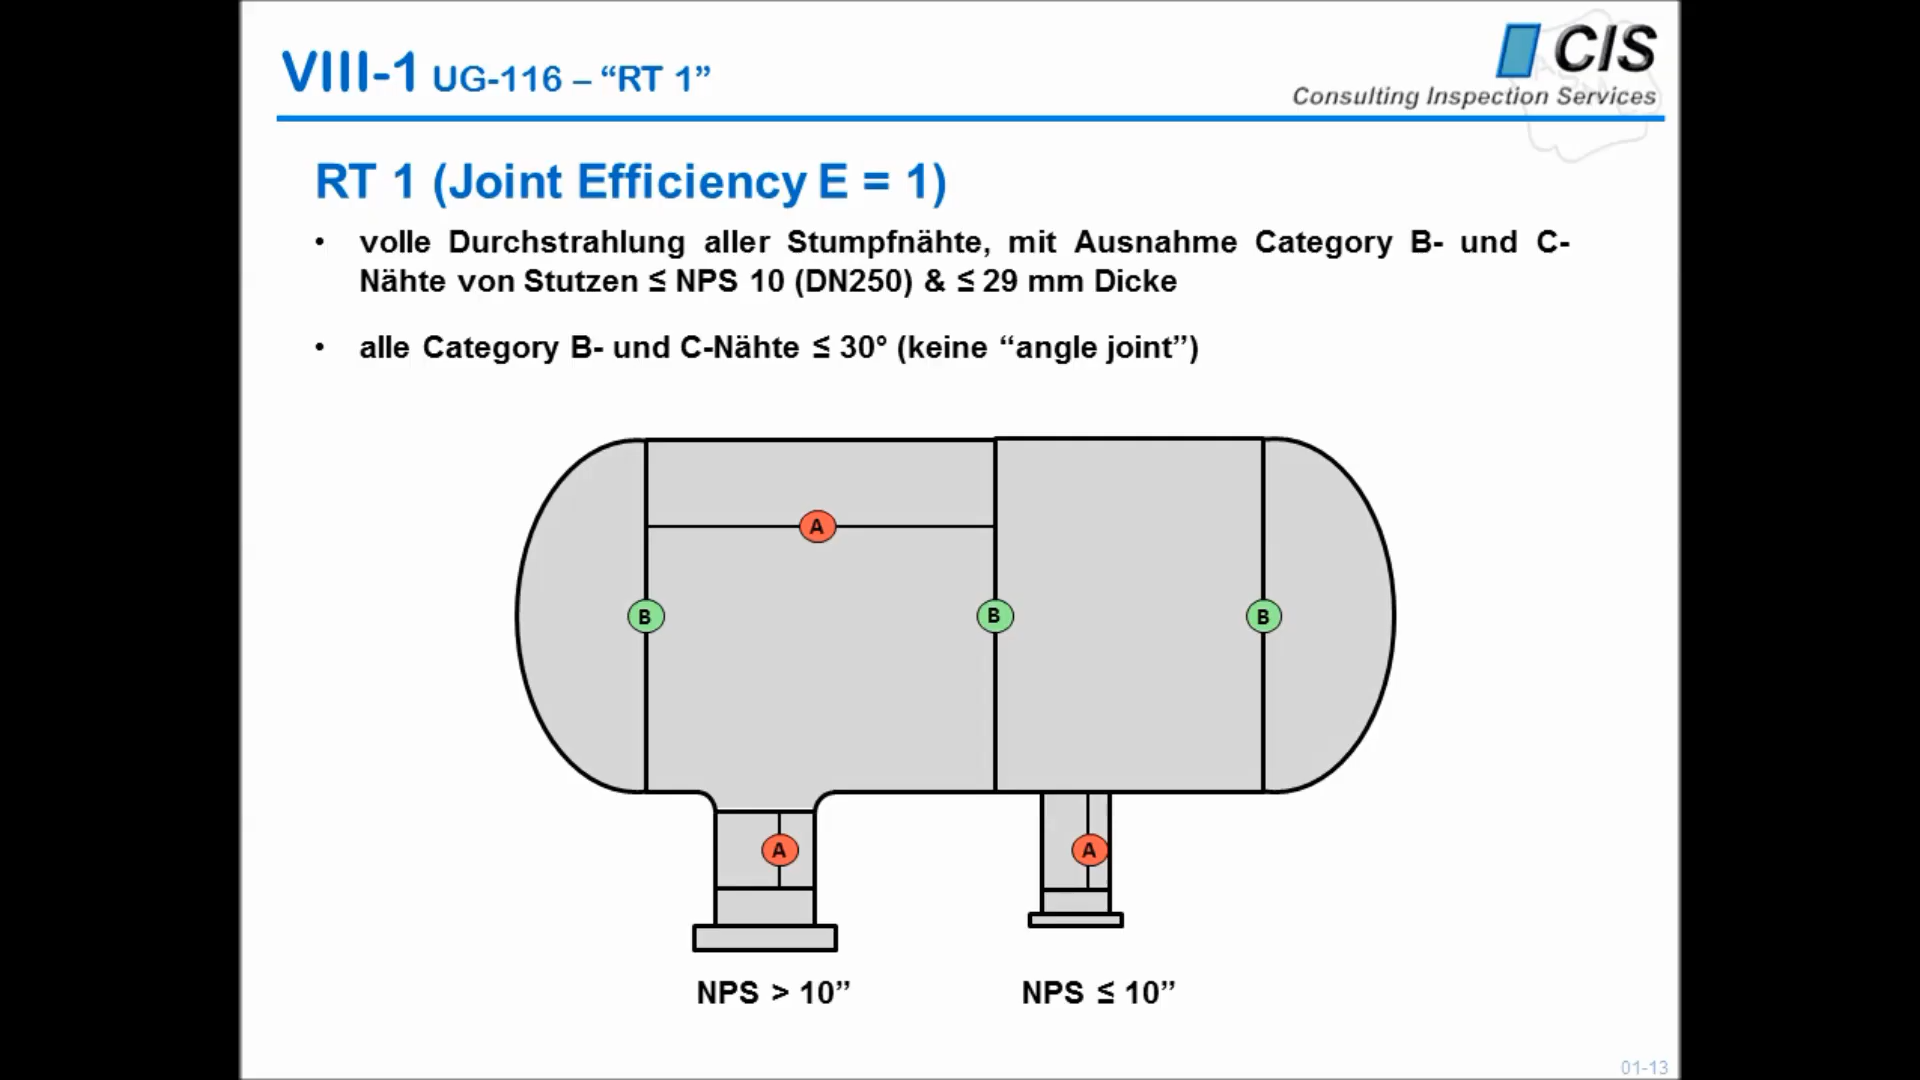 VIII-1 UG-116 – “RT 1”
CIS
Consulting Inspection Services
RT 1 (Joint Efficiency E = 1)
• volle Durchstrahlung aller Stumpfnähte, mit Ausnahme Category B- und C-
Nähte von Stutzen ≤ NPS 10 (DN250) & ≤ 29 mm Dicke
• alle Category B- und C-Nähte ≤ 30° (keine “angle joint”)
A
B
B
B
A
A
NPS > 10”
NPS ≤ 10”
01-13